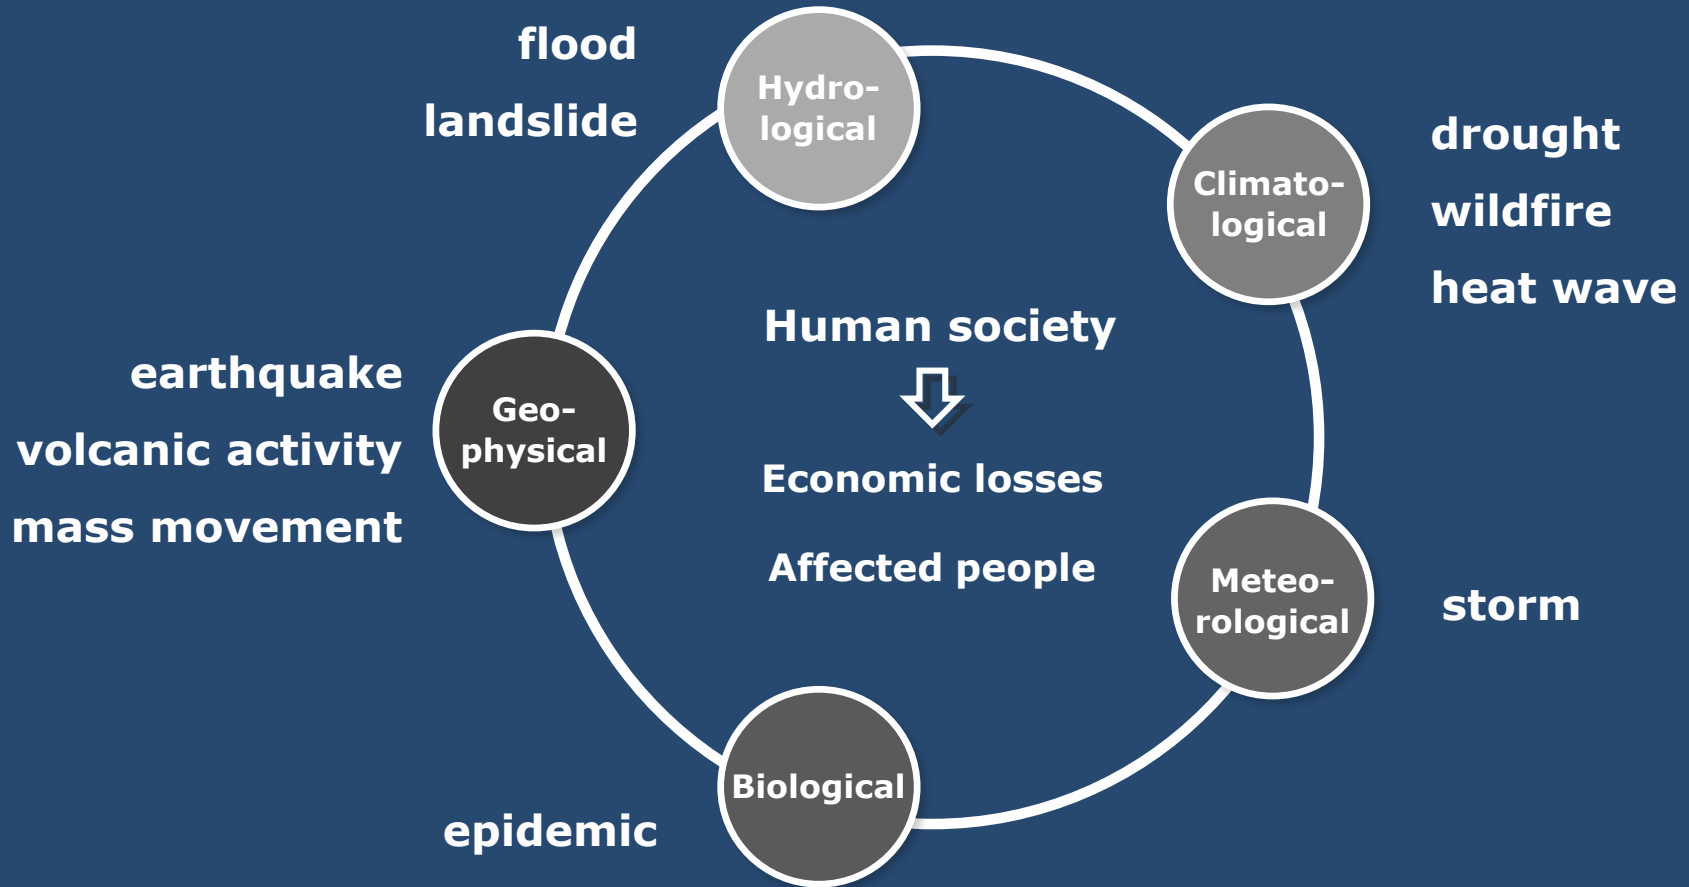 flood
landslide
Hydro-
logical
Climato-
logical
drought
wildfire
heat wave
Human society
Economic losses
Affected people
earthquake
volcanic activity
mass movement
Geo-
physical
Meteo-
rological
storm
Biological
epidemic